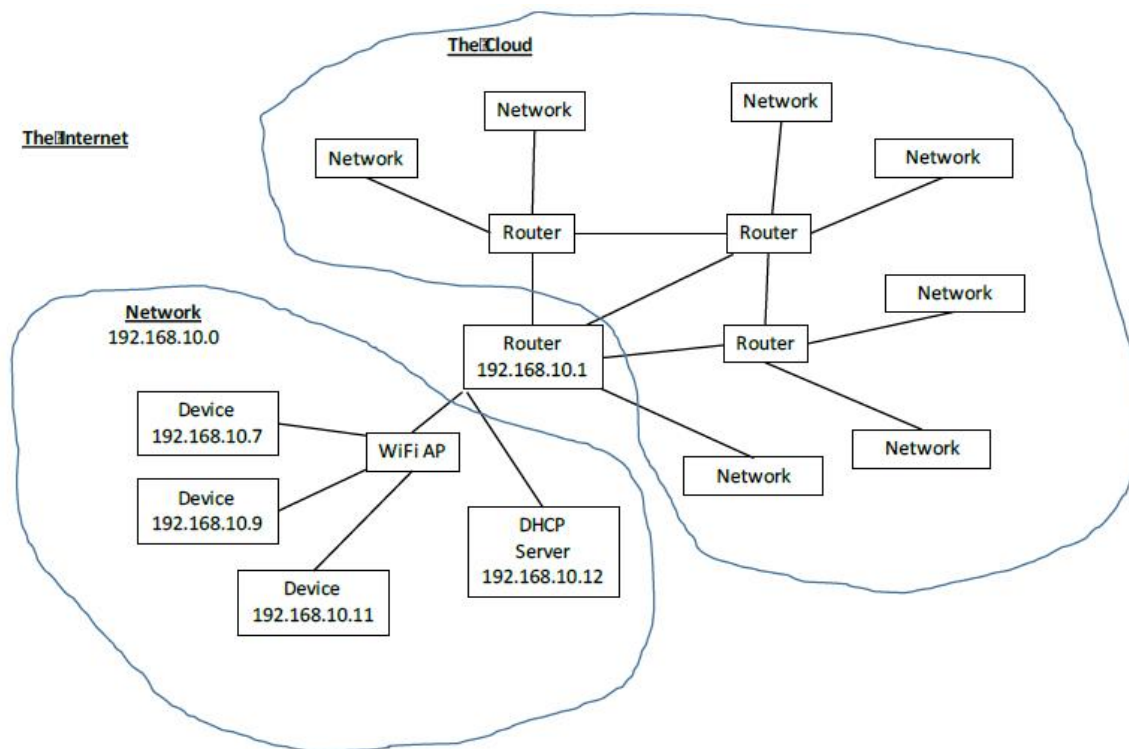 The Cloud
Network
Network
The Internet
Network
Network
Router
Router
Network
Network
192.168.10.0
Router
192.168.10.1
Router
Device
192.168.10.7
WiFi AP
Network
Network
Device
192.168.10.9
DHCP
Server
192.168.10.12
Device
192.168.10.11